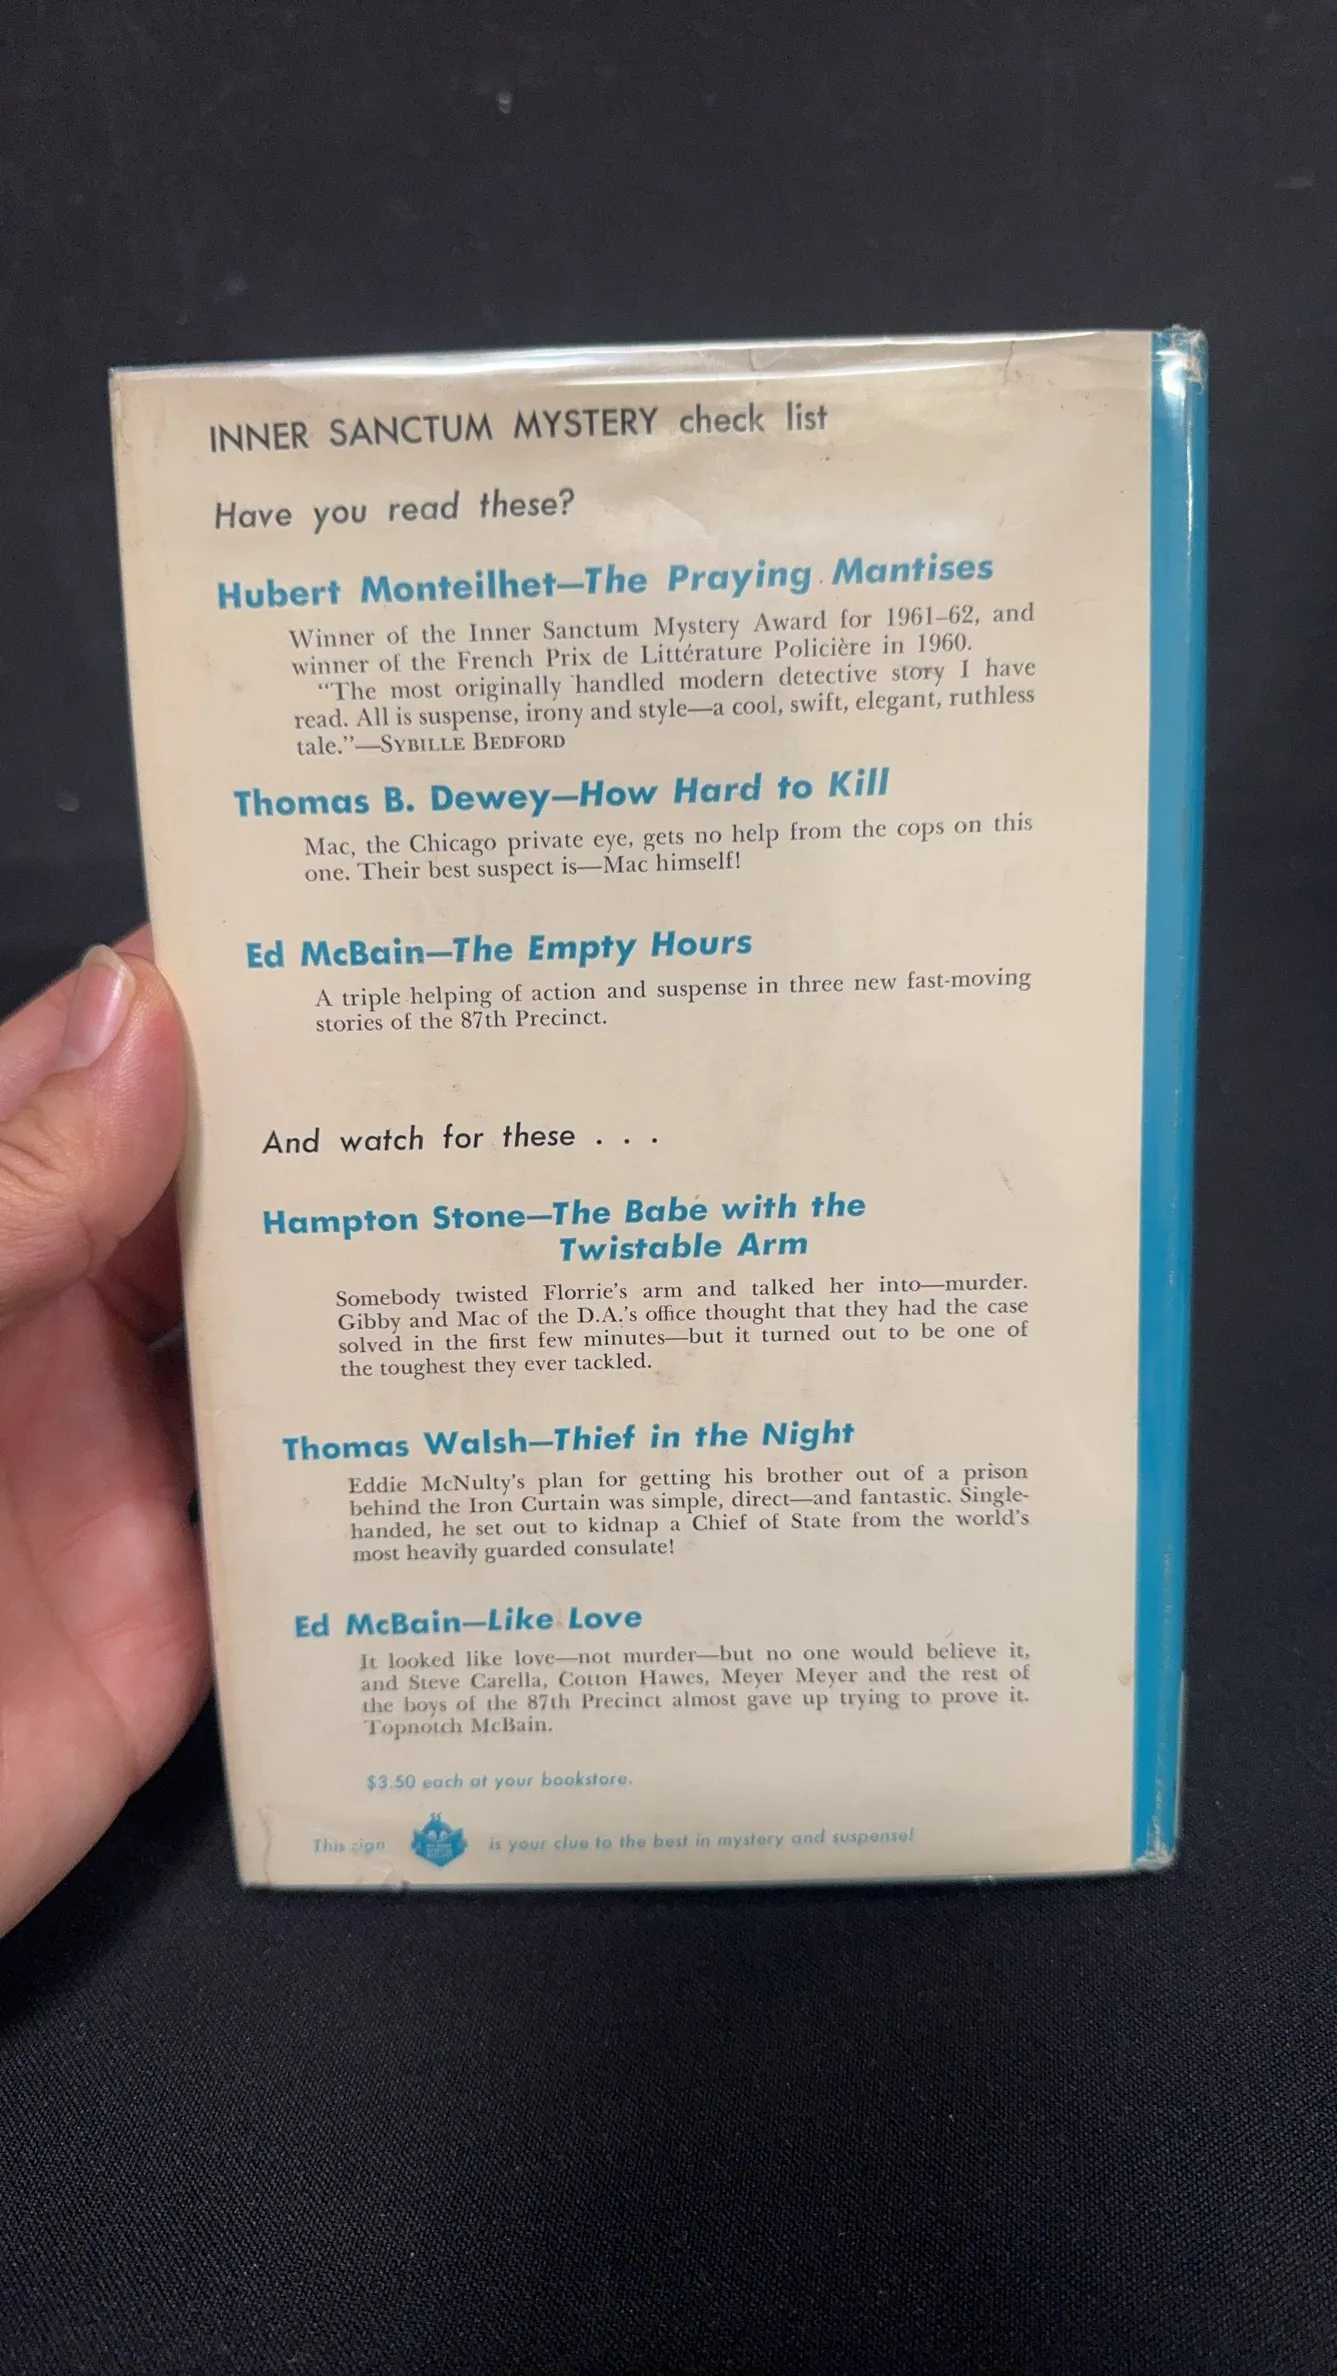 INNER SANCTUM MYSTERY check list
Have you read these?
Hubert Monteilhet—The Praying Mantises
Winner of the Inner Sanctum Mystery Award for 1961–62, and
winner of the French Prix de Littérature Policière in 1960.
"The most originally handled modern detective story I have
read. All is suspense, irony and style—a cool, swift, elegant, ruthless
tale."—SYBILLE BEDFORD
Thomas B. Dewey—How Hard to Kill
Mac, the Chicago private eye, gets no help from the cops on this
one. Their best suspect is—Mac himself!
Ed McBain—The Empty Hours
A triple helping of action and suspense in three new fast-moving
stories of the 87th Precinct.
And watch for these . . .
Hampton Stone—The Babe with the
Twistable Arm
Somebody twisted Florrie's arm and talked her into—murder.
Gibby and Mac of the D.A.'s office thought that they had the case
solved in the first few minutes—but it turned out to be one of
the toughest they ever tackled.
Thomas Walsh—Thief in the Night
Eddie McNulty's plan for getting his brother out of a prison
behind the Iron Curtain was simple, direct—and fantastic. Single-
handed, he set out to kidnap a Chief of State from the world's
most heavily guarded consulate!
Ed McBain—Like Love
It looked like love—not murder—but no one would believe it,
and Steve Carella, Cotton Hawes, Meyer Meyer and the rest of
the boys of the 87th Precinct almost gave up trying to prove it.
Topnotch McBain.
$3.50 each at your bookstore.
This sign is your clue to the best in mystery and suspense!